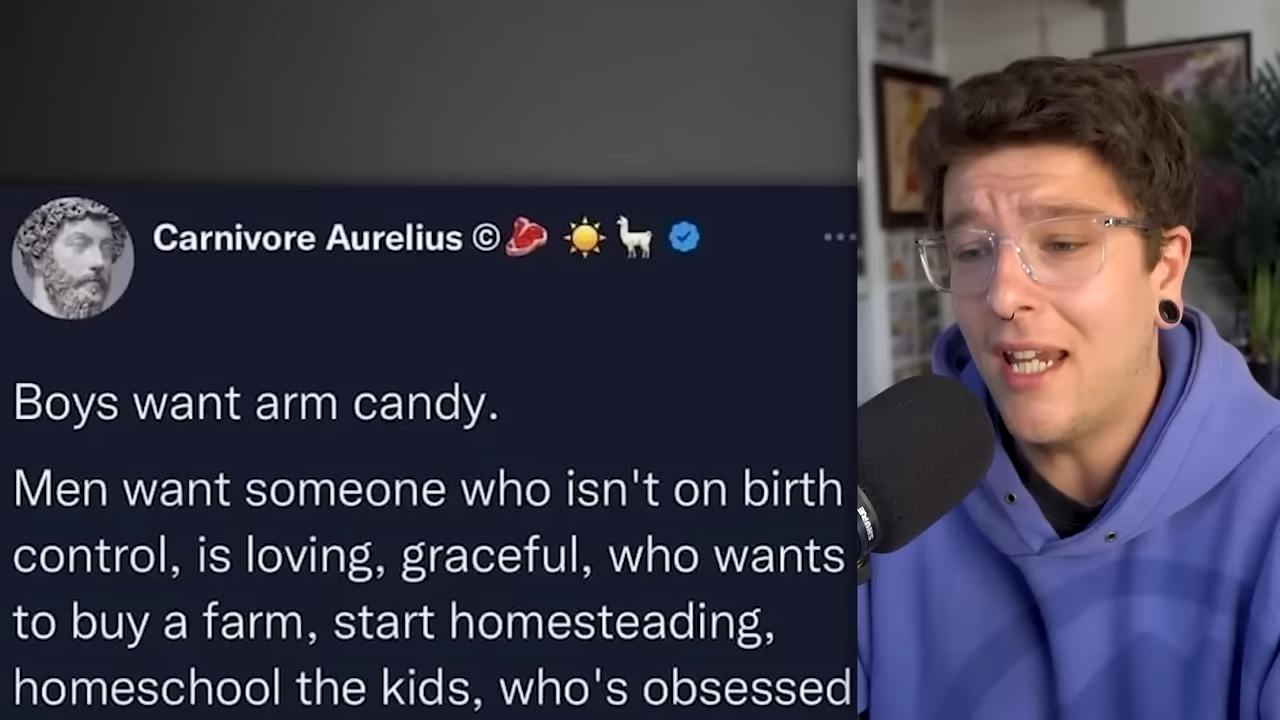 Carnivore Aurelius ©🥩 ☀️ 🦙
Boys want arm candy.
Men want someone who isn't on birth
control, is loving, graceful, who wants
to buy a farm, start homesteading,
homeschool the kids, who's obsessed
SHURE